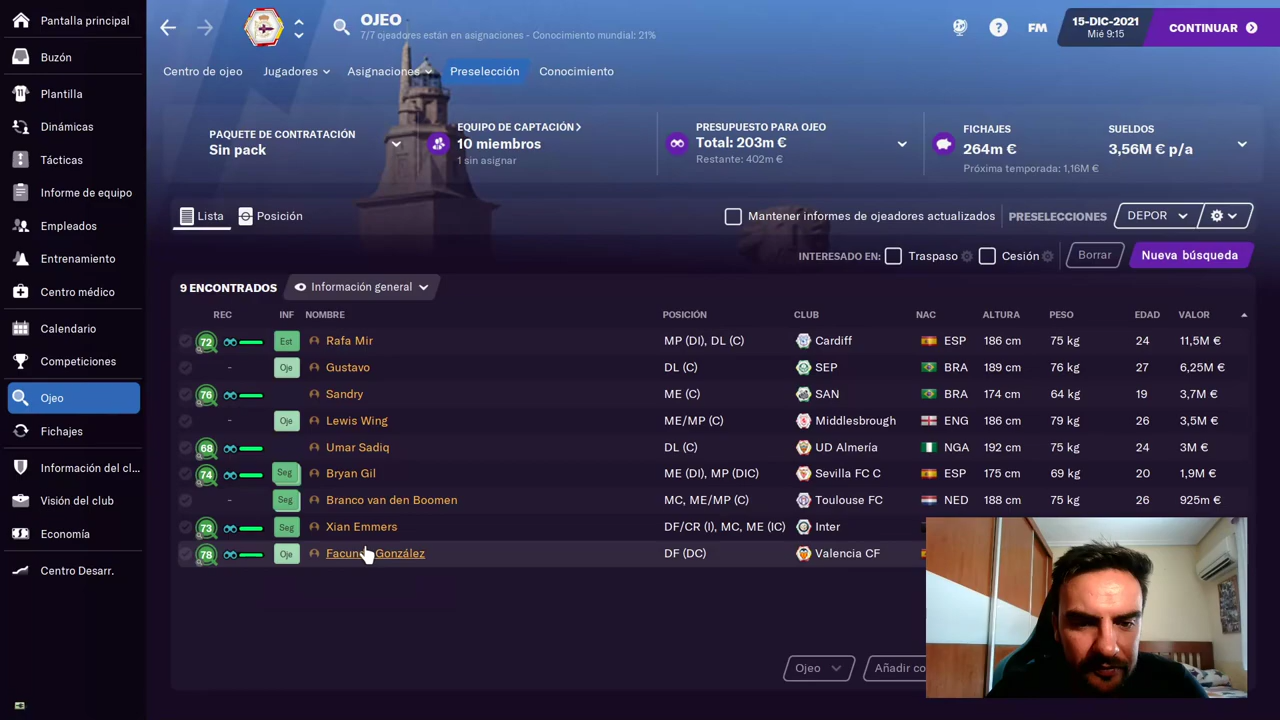 Pantalla principal
Buzón
Plantilla
Dinámicas
Tácticas
Informe de equipo
Empleados
Entrenamiento
Centro médico
Calendario
Competiciones
Ojeo
Fichajes
Información del cl...
Visión del club
Economía
Centro Desarr.
OJEO
7/7 ojeadores están en asignaciones - Conocimiento mundial: 21%
FM
15-DIC-2021
Mié 9:15
CONTINUAR
Centro de ojeo Jugadores Asignaciones Preselección Conocimiento
PAQUETE DE CONTRATACIÓN
Sin pack
EQUIPO DE CAPTACIÓN
10 miembros
1 sin asignar
PRESUPUESTO PARA OJEO
Total: 203m €
Restante: 402m €
FICHAJES
264m €
SUELDOS
3,56M € p/a
Próxima temporada: 1,16M €
Lista Posición Mantener informes de ojeadores actualizados PRESELECCIONES DEPOR
INTERESADO EN: Traspaso Cesión Borrar Nueva búsqueda
9 ENCONTRADOS Información general
REC INF NOMBRE POSICIÓN CLUB NAC ALTURA PESO EDAD VALOR
72 Est Rafa Mir MP (DI), DL (C) Cardiff ESP 186 cm 75 kg 24 11,5M €
- Oje Gustavo DL (C) SEP BRA 189 cm 76 kg 27 6,25M €
76 Sandry ME (C) SAN BRA 174 cm 64 kg 19 3,7M €
- Oje Lewis Wing ME/MP (C) Middlesbrough ENG 186 cm 79 kg 26 3,5M €
68 Umar Sadiq DL (C) UD Almería NGA 192 cm 75 kg 24 3M €
74 Seg Bryan Gil ME (DI), MP (DIC) Sevilla FC C ESP 175 cm 69 kg 20 1,9M €
- Seg Branco van den Boomen MC, ME/MP (C) Toulouse FC NED 188 cm 75 kg 26 925m €
73 Seg Xian Emmers DF/CR (I), MC, ME (IC) Inter
78 Oje González DF (DC) Valencia CF
Ojeo Añadir co